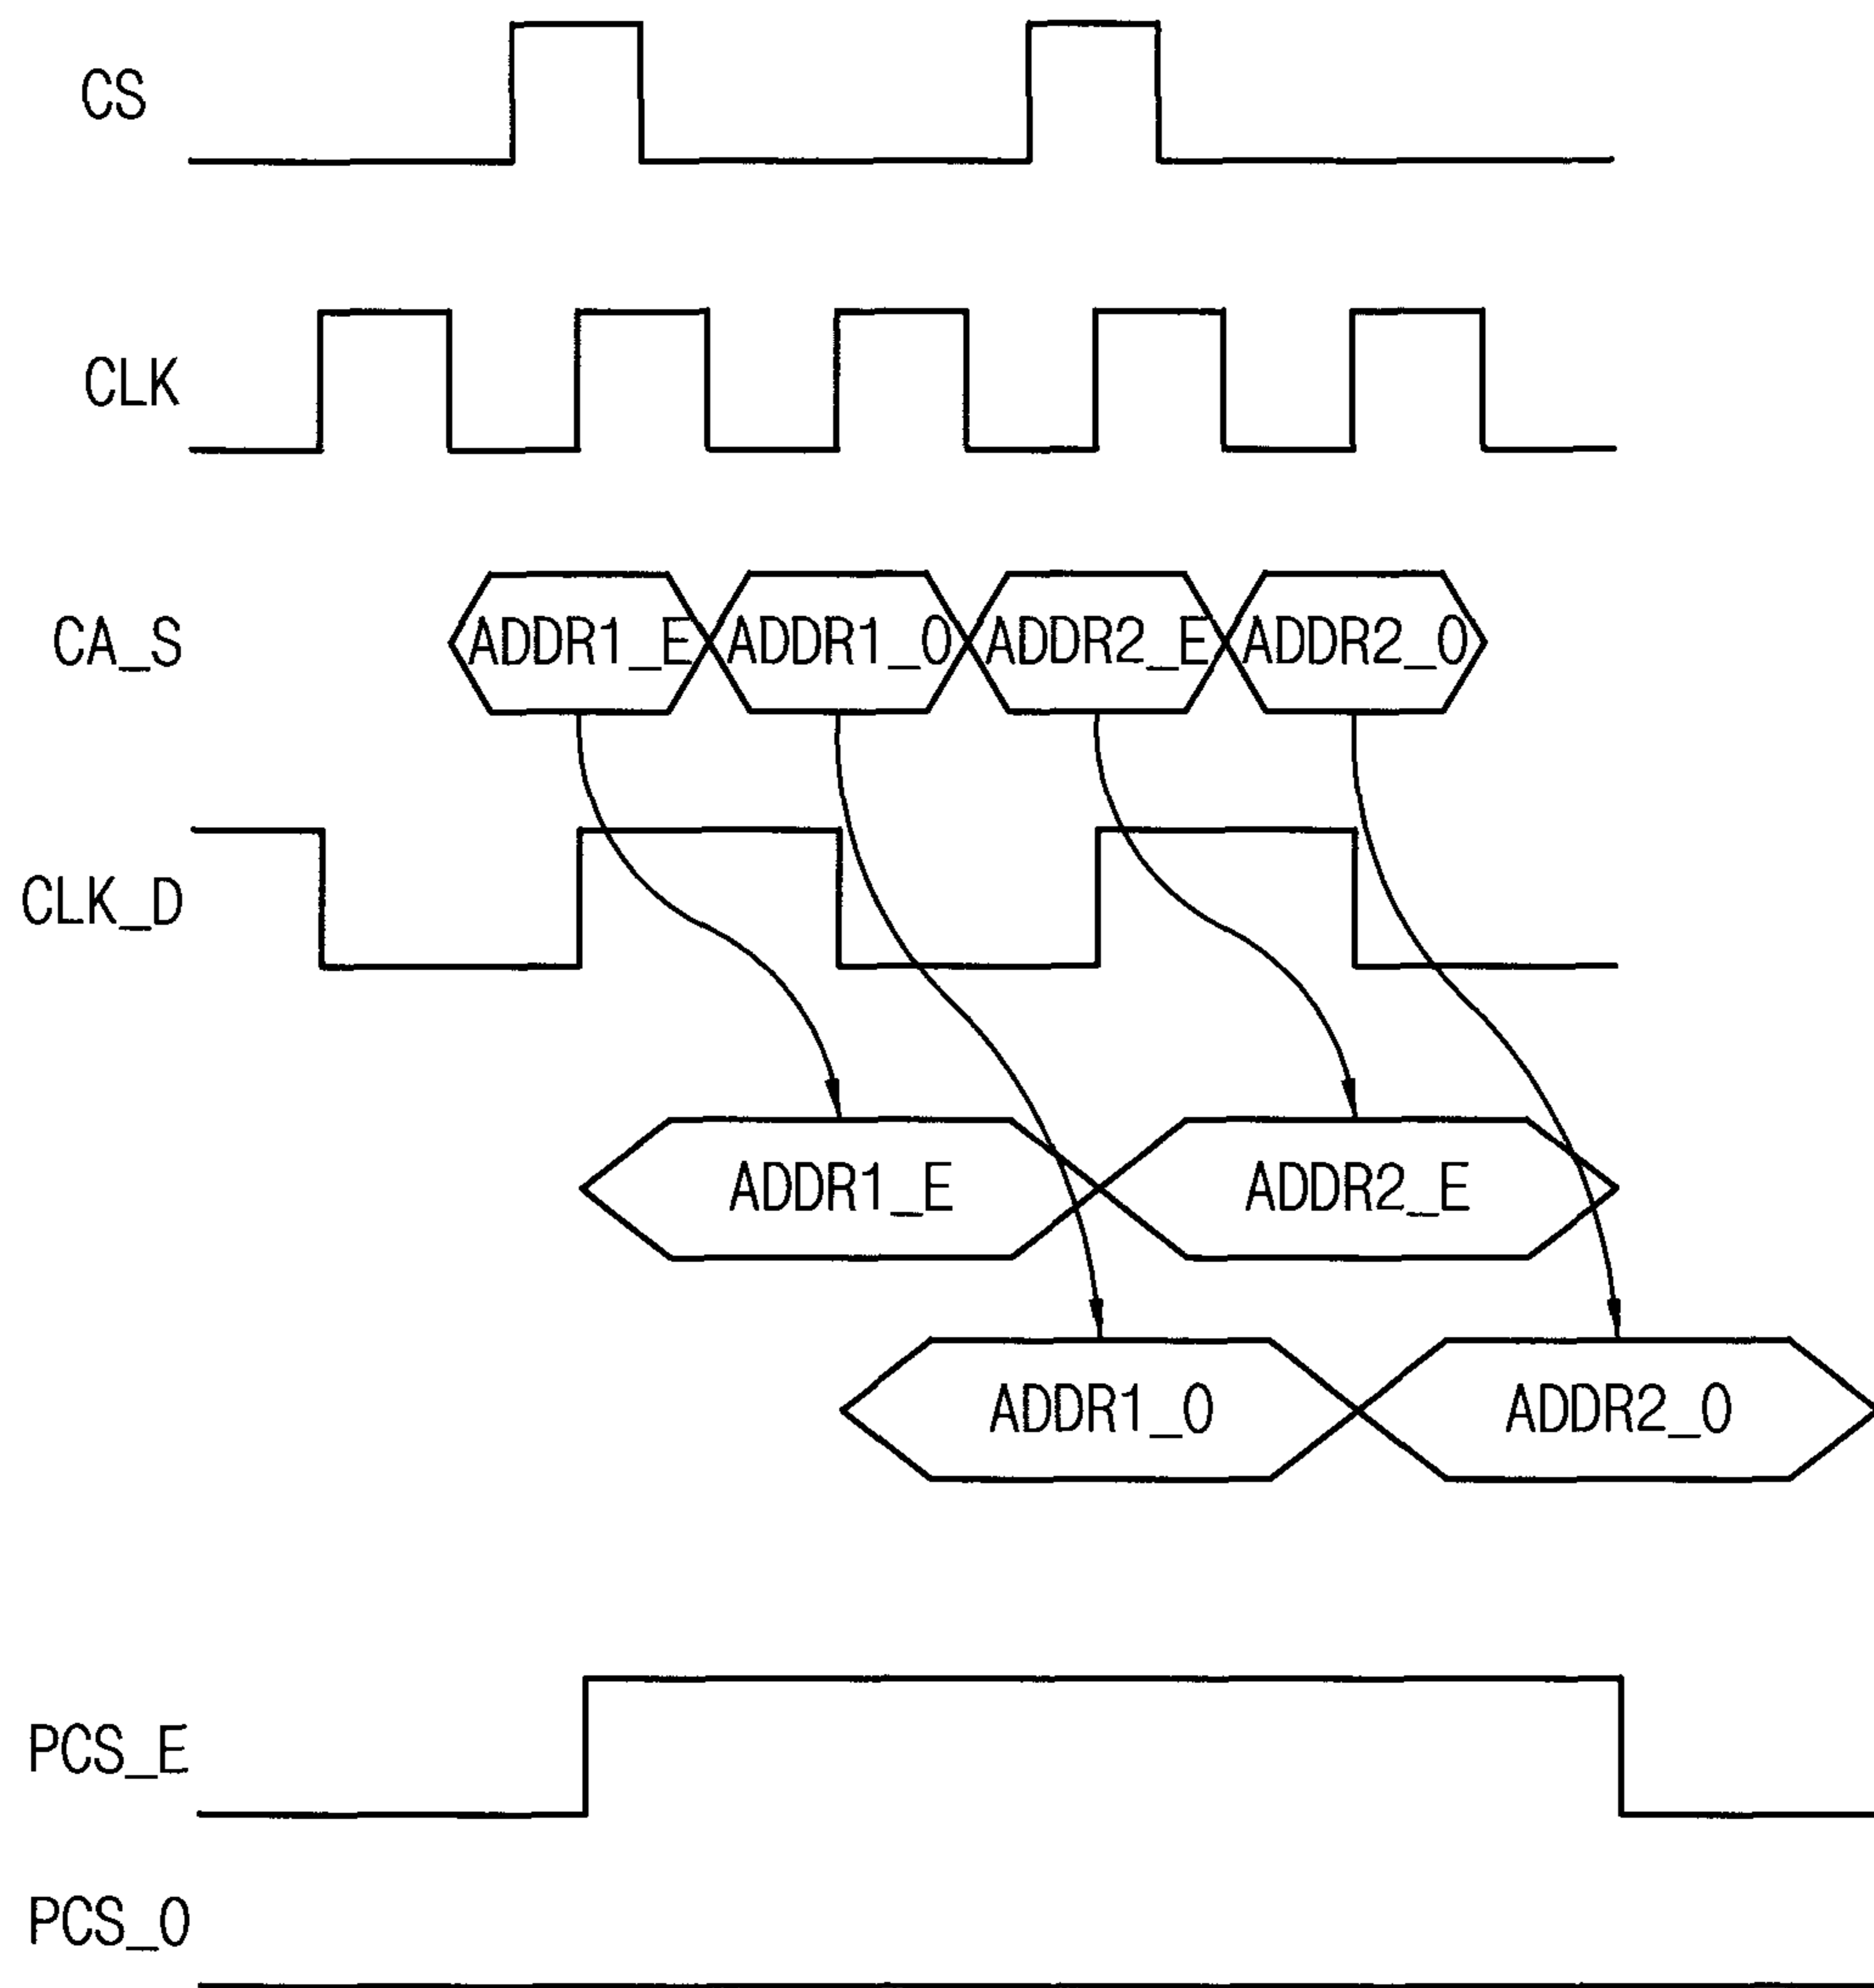 CS
CLK
CA_S
ADDR1_E ADDR1_O ADDR2_E ADDR2_O
CLK_D
ADDR1_E ADDR2_E
ADDR1_O ADDR2_O
PCS_E
PCS_O